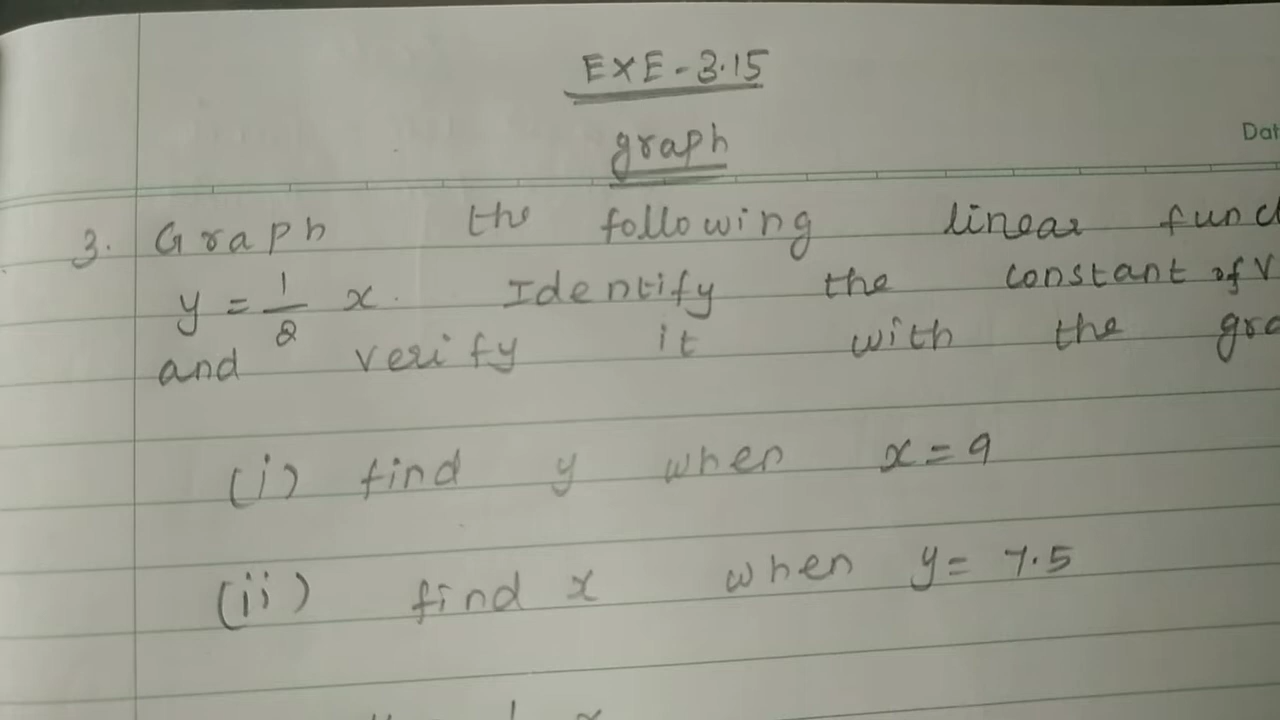 EXE-3.15
graph
Dat
3. Graph the following linear func
y = 1/2 x. Identify the constant of V
and verify it with the gra
(i) find y when x = 9
(ii) find x when y = 7.5